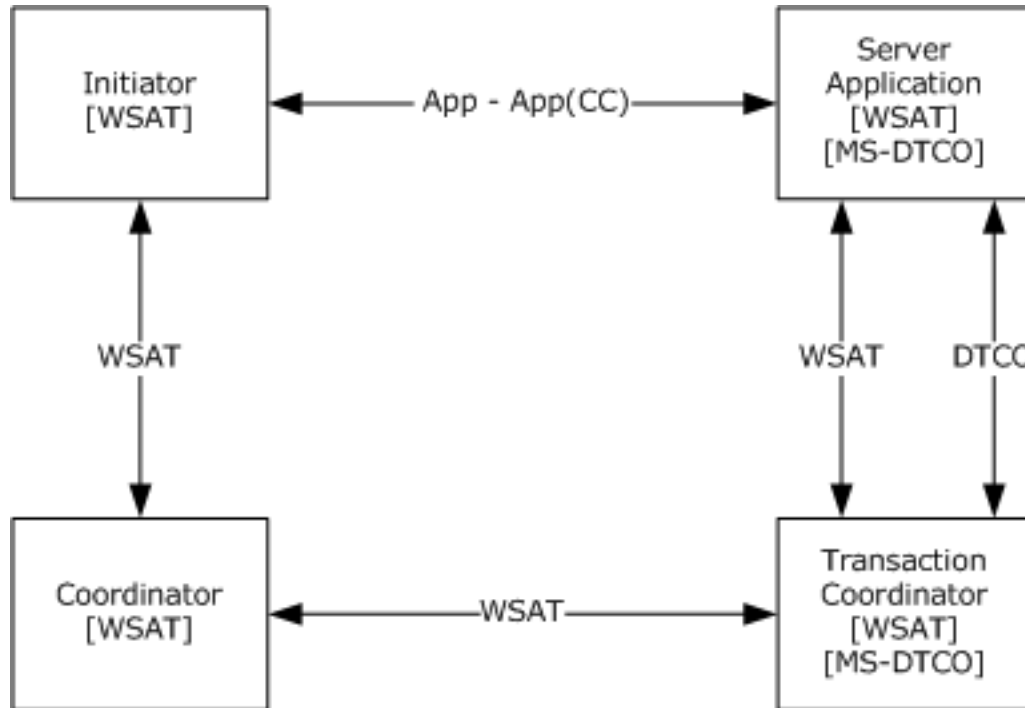 Initiator
[WSAT]
App - App(CC)
Server
Application
[WSAT]
[MS-DTCO]
WSAT
WSAT
DTCO
Coordinator
[WSAT]
WSAT
Transaction
Coordinator
[WSAT]
[MS-DTCO]